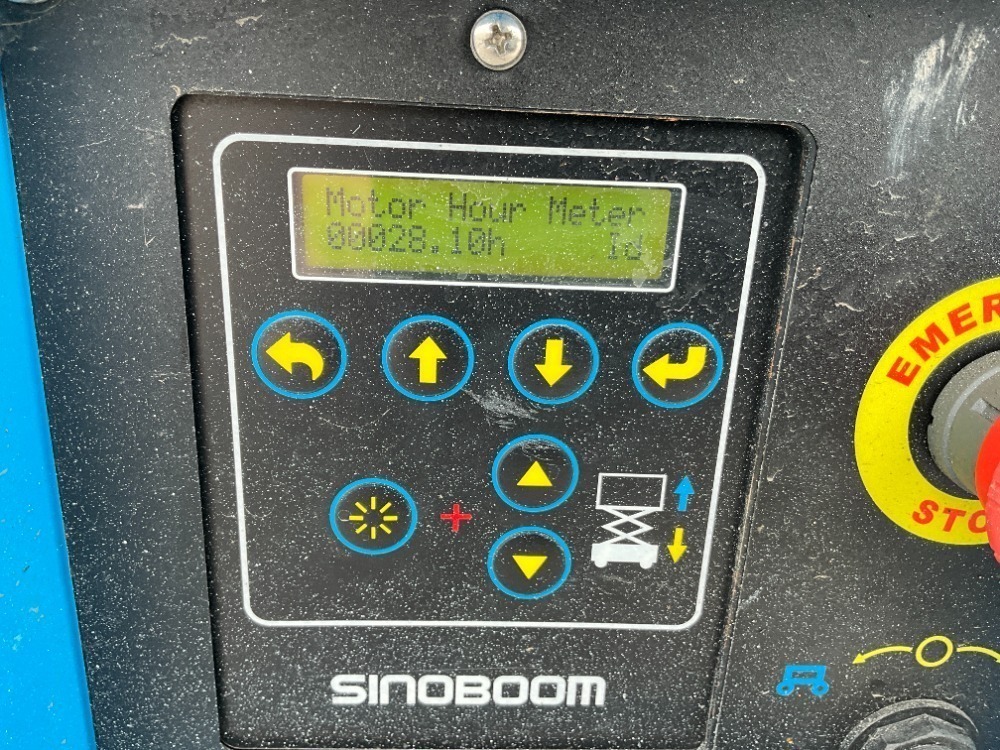 Motor Hour Meter
00028.10h Id
EMER
STO
SINOBOOM